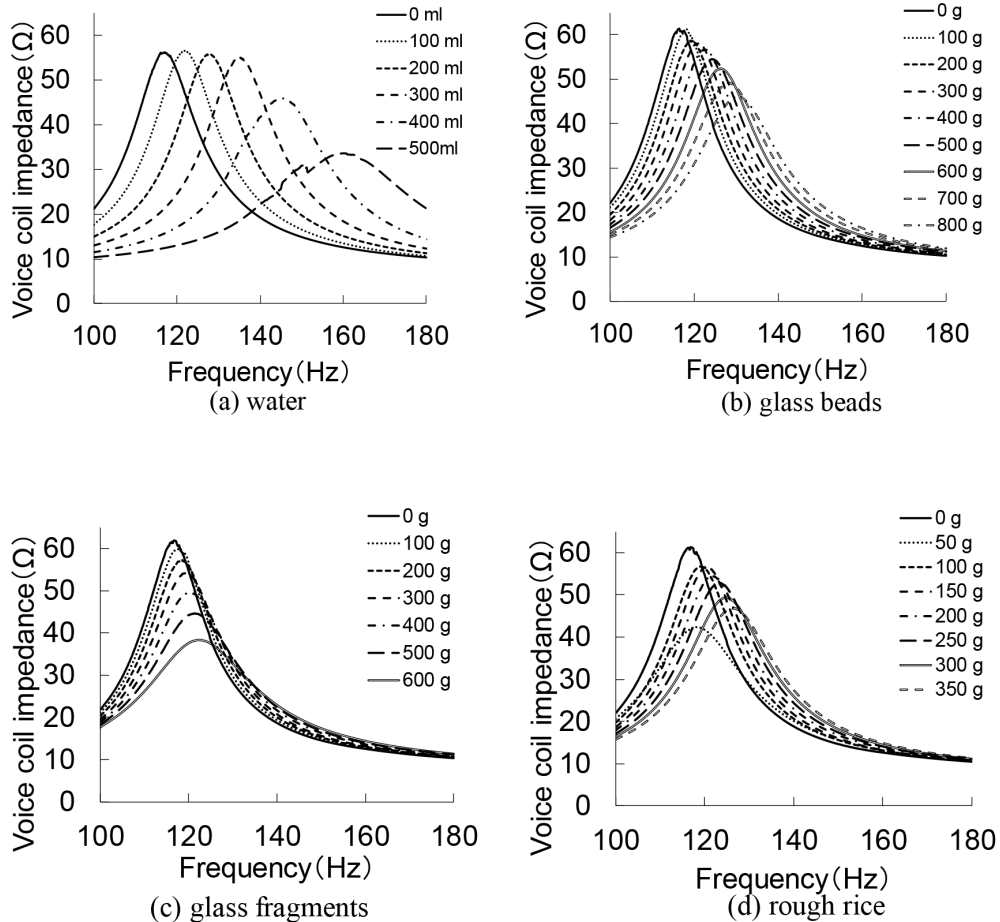 Voice coil impedance(Ω)
60
50
40
30
20
10
0
100 120 140 160 180
Frequency(Hz)
0 ml
100 ml
200 ml
300 ml
400 ml
500ml
(a) water
Voice coil impedance(Ω)
60
50
40
30
20
10
0
100 120 140 160 180
Frequency(Hz)
0 g
100 g
200 g
300 g
400 g
500 g
600 g
700 g
800 g
(b) glass beads
Voice coil impedance(Ω)
60
50
40
30
20
10
0
100 120 140 160 180
Frequency(Hz)
0 g
100 g
200 g
300 g
400 g
500 g
600 g
(c) glass fragments
Voice coil impedance(Ω)
60
50
40
30
20
10
0
100 120 140 160 180
Frequency(Hz)
0 g
50 g
100 g
150 g
200 g
250 g
300 g
350 g
(d) rough rice